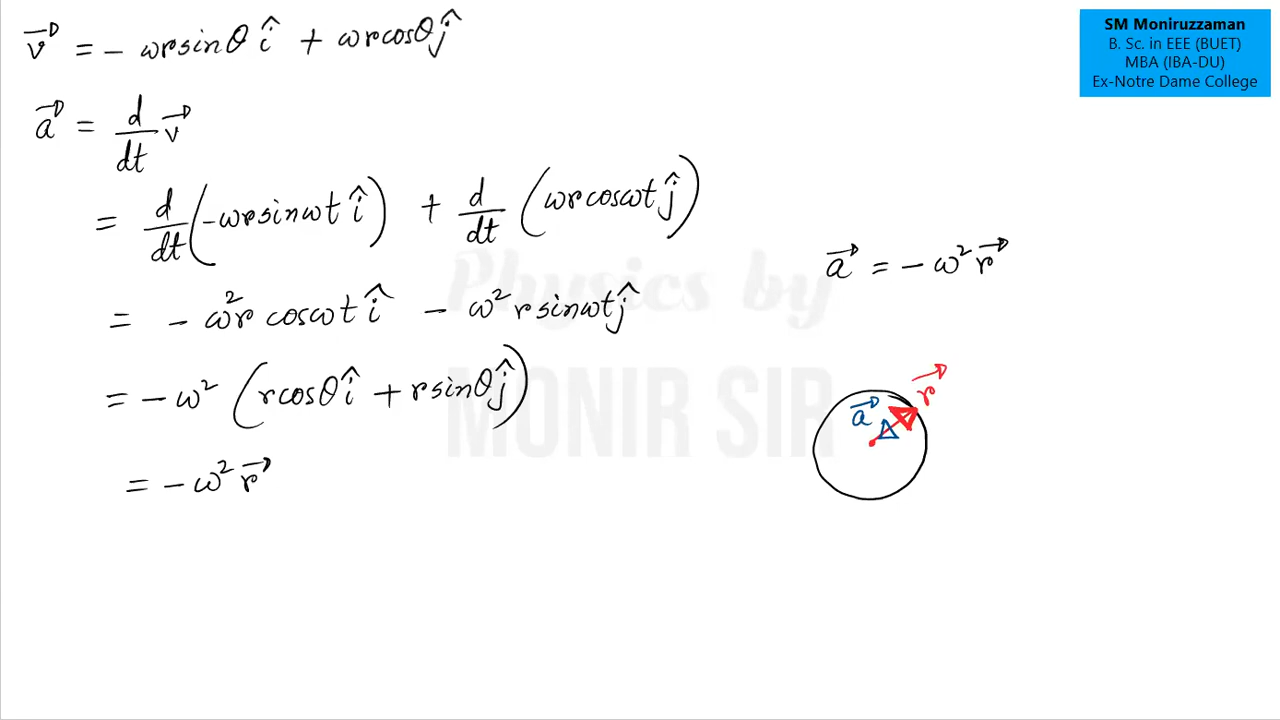 v⃗ = - ωr sinθ î + ωr cosθ ĵ
a⃗ = d/dt v⃗
= d/dt (-ωr sinωt î) + d/dt (ωr cosωt ĵ)
= - ω²r cosωt î - ω² r sinωt ĵ
= - ω² (r cosθ î + r sinθ ĵ)
= - ω² r⃗
SM Moniruzzaman
B. Sc. in EEE (BUET)
MBA (IBA-DU)
Ex-Notre Dame College
a⃗ = - ω² r⃗
r⃗
a⃗
Physics by
MONIR SIR